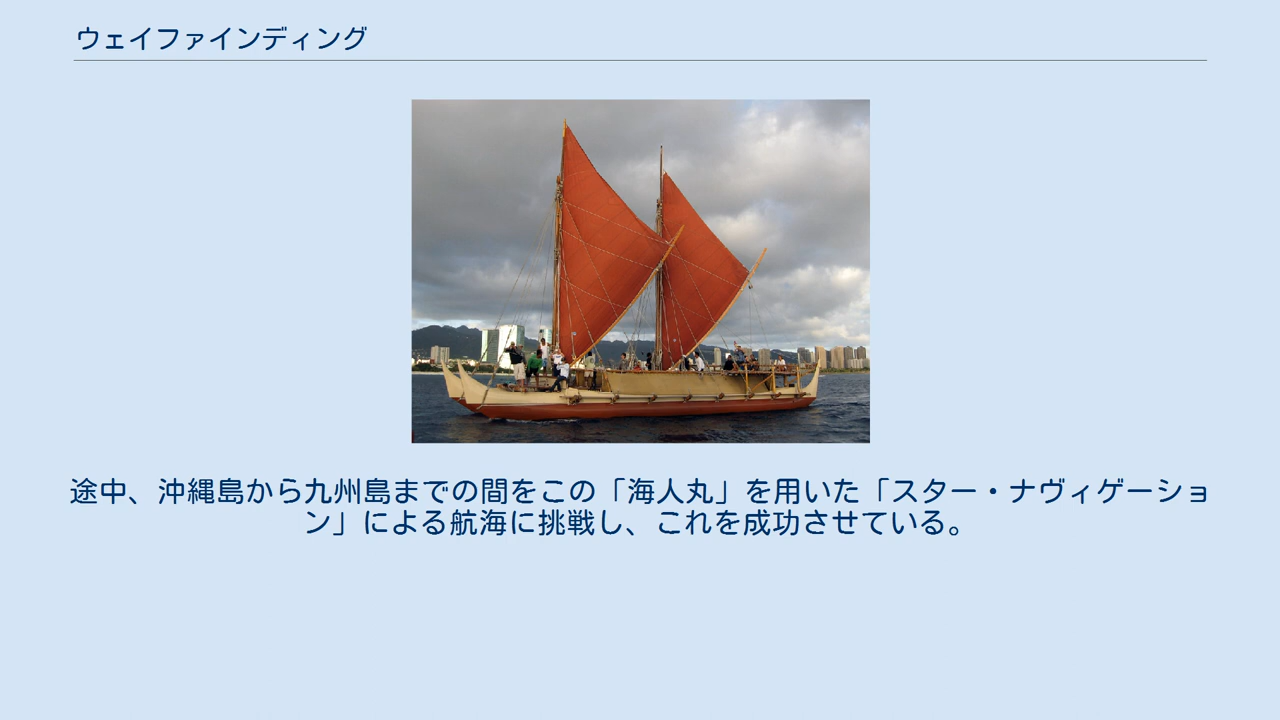 ウェイファインディング
途中、沖縄島から九州島までの間をこの「海人丸」を用いた「スター・ナヴィゲーショ
ン」による航海に挑戦し、これを成功させている。